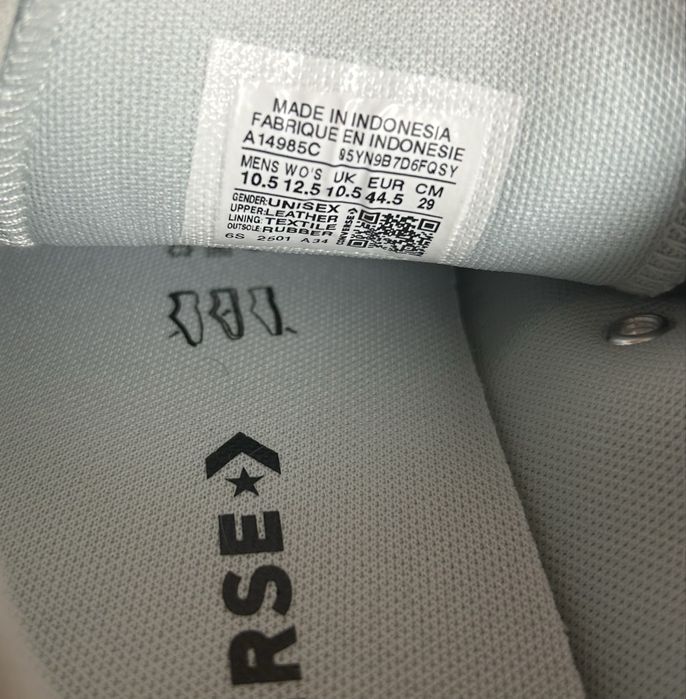 MADE IN INDONESIA
FABRIQUE EN INDONESIE
A14985C 95YN9B7D6FQSY
MENS WO'S UK EUR CM
10.5 12.5 10.5 44.5 29
GENDER:UNISEX
UPPER:LEATHER
LINING:TEXTILE
OUTSOLE:RUBBER
6S 2501 A34
CONVERSE
RSE